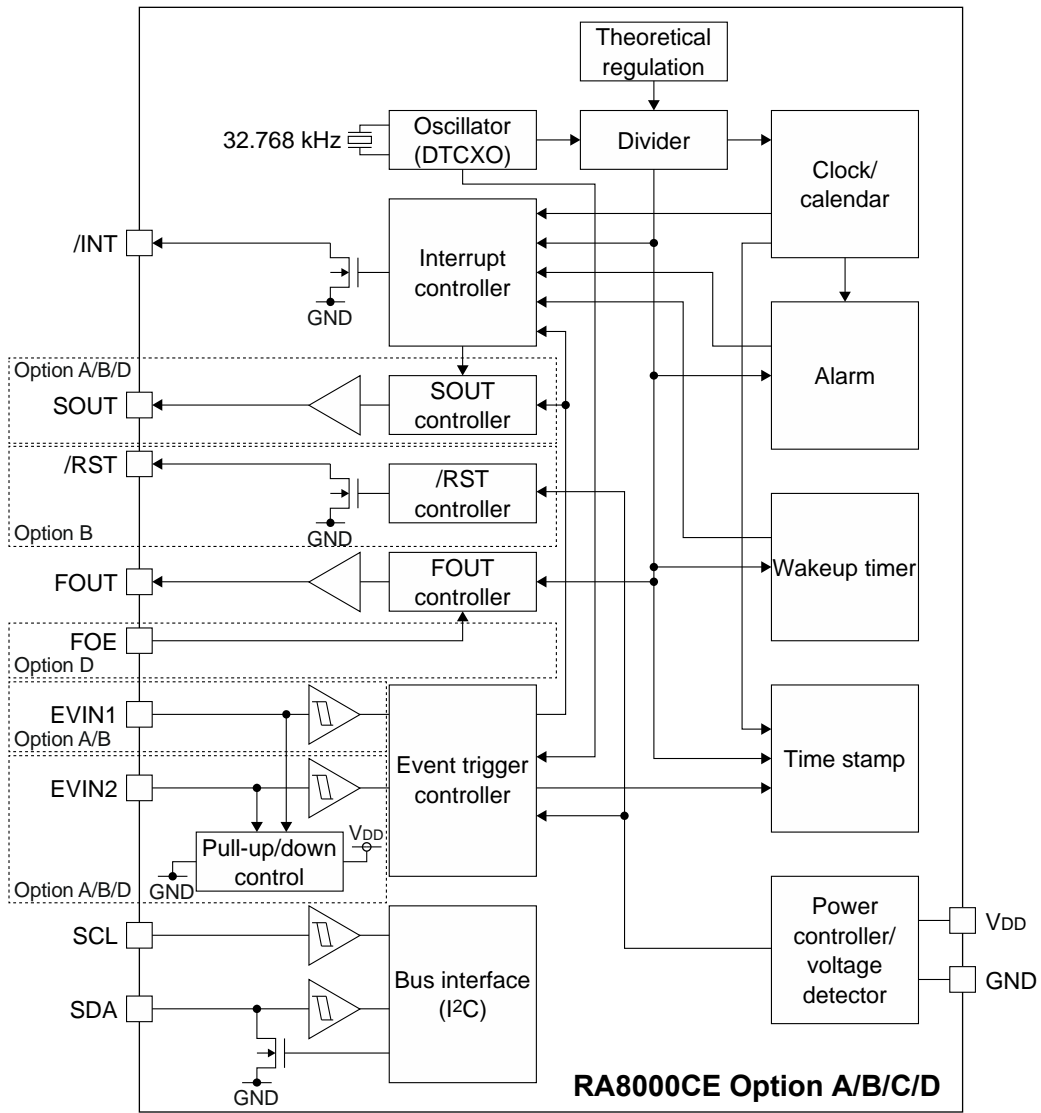 Theoretical
regulation
32.768 kHz
Oscillator
(DTCXO)
Divider
Clock/
calendar
/INT
Interrupt
controller
GND
Option A/B/D
SOUT
SOUT
controller
Alarm
/RST
/RST
controller
GND
Option B
FOUT
FOUT
controller
Wakeup timer
FOE
Option D
EVIN1
Option A/B
EVIN2
Event trigger
controller
Time stamp
Pull-up/down
control
VDD
GND
Option A/B/D
SCL
SDA
Bus interface
(I²C)
GND
Power
controller/
voltage
detector
VDD
GND
RA8000CE Option A/B/C/D